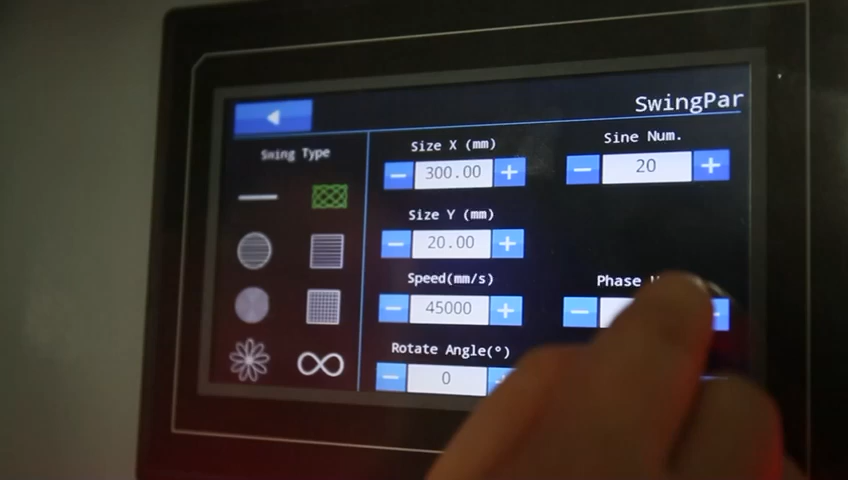 SwingPar
Swing Type
Size X (mm)
300.00
Sine Num.
20
Size Y (mm)
20.00
Speed(mm/s)
45000
Phase
Rotate Angle(°)
0